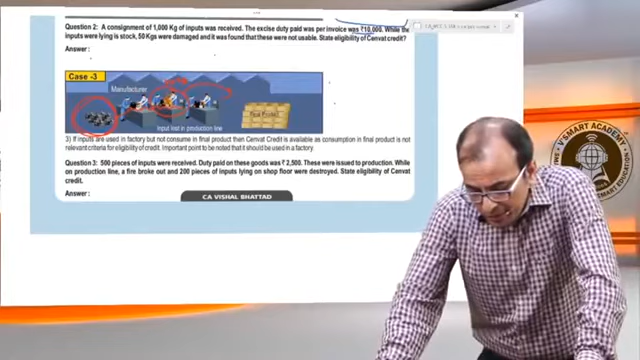 Question 2: A consignment of 1,000 Kg of inputs was received. The excise duty paid as per invoice was ₹10,000. While the
inputs were lying is stock, 50 Kgs were damaged and it was found that these were not usable. State eligibility of Cenvat credit?
Answer:
Case -3
Manufacturer
Input lost in production line
Final Product
3) If inputs are used in factory but not consume in final product then Cenvat Credit is available as consumption in final product is not
relevant criteria for eligibility of credit. Important point be noted that it should be used in a factory.
Question 3: 500 pieces of inputs were received. Duty paid on these goods was ₹ 2,500. These were issued to production. While
on production line, a fire broke out and 200 pieces of inputs lying on shop floor were destroyed. State eligibility of Cenvat
credit.
Answer:
CA VISHAL BHATTAD
V'SMART ACADEMY
SMART EDUCATION